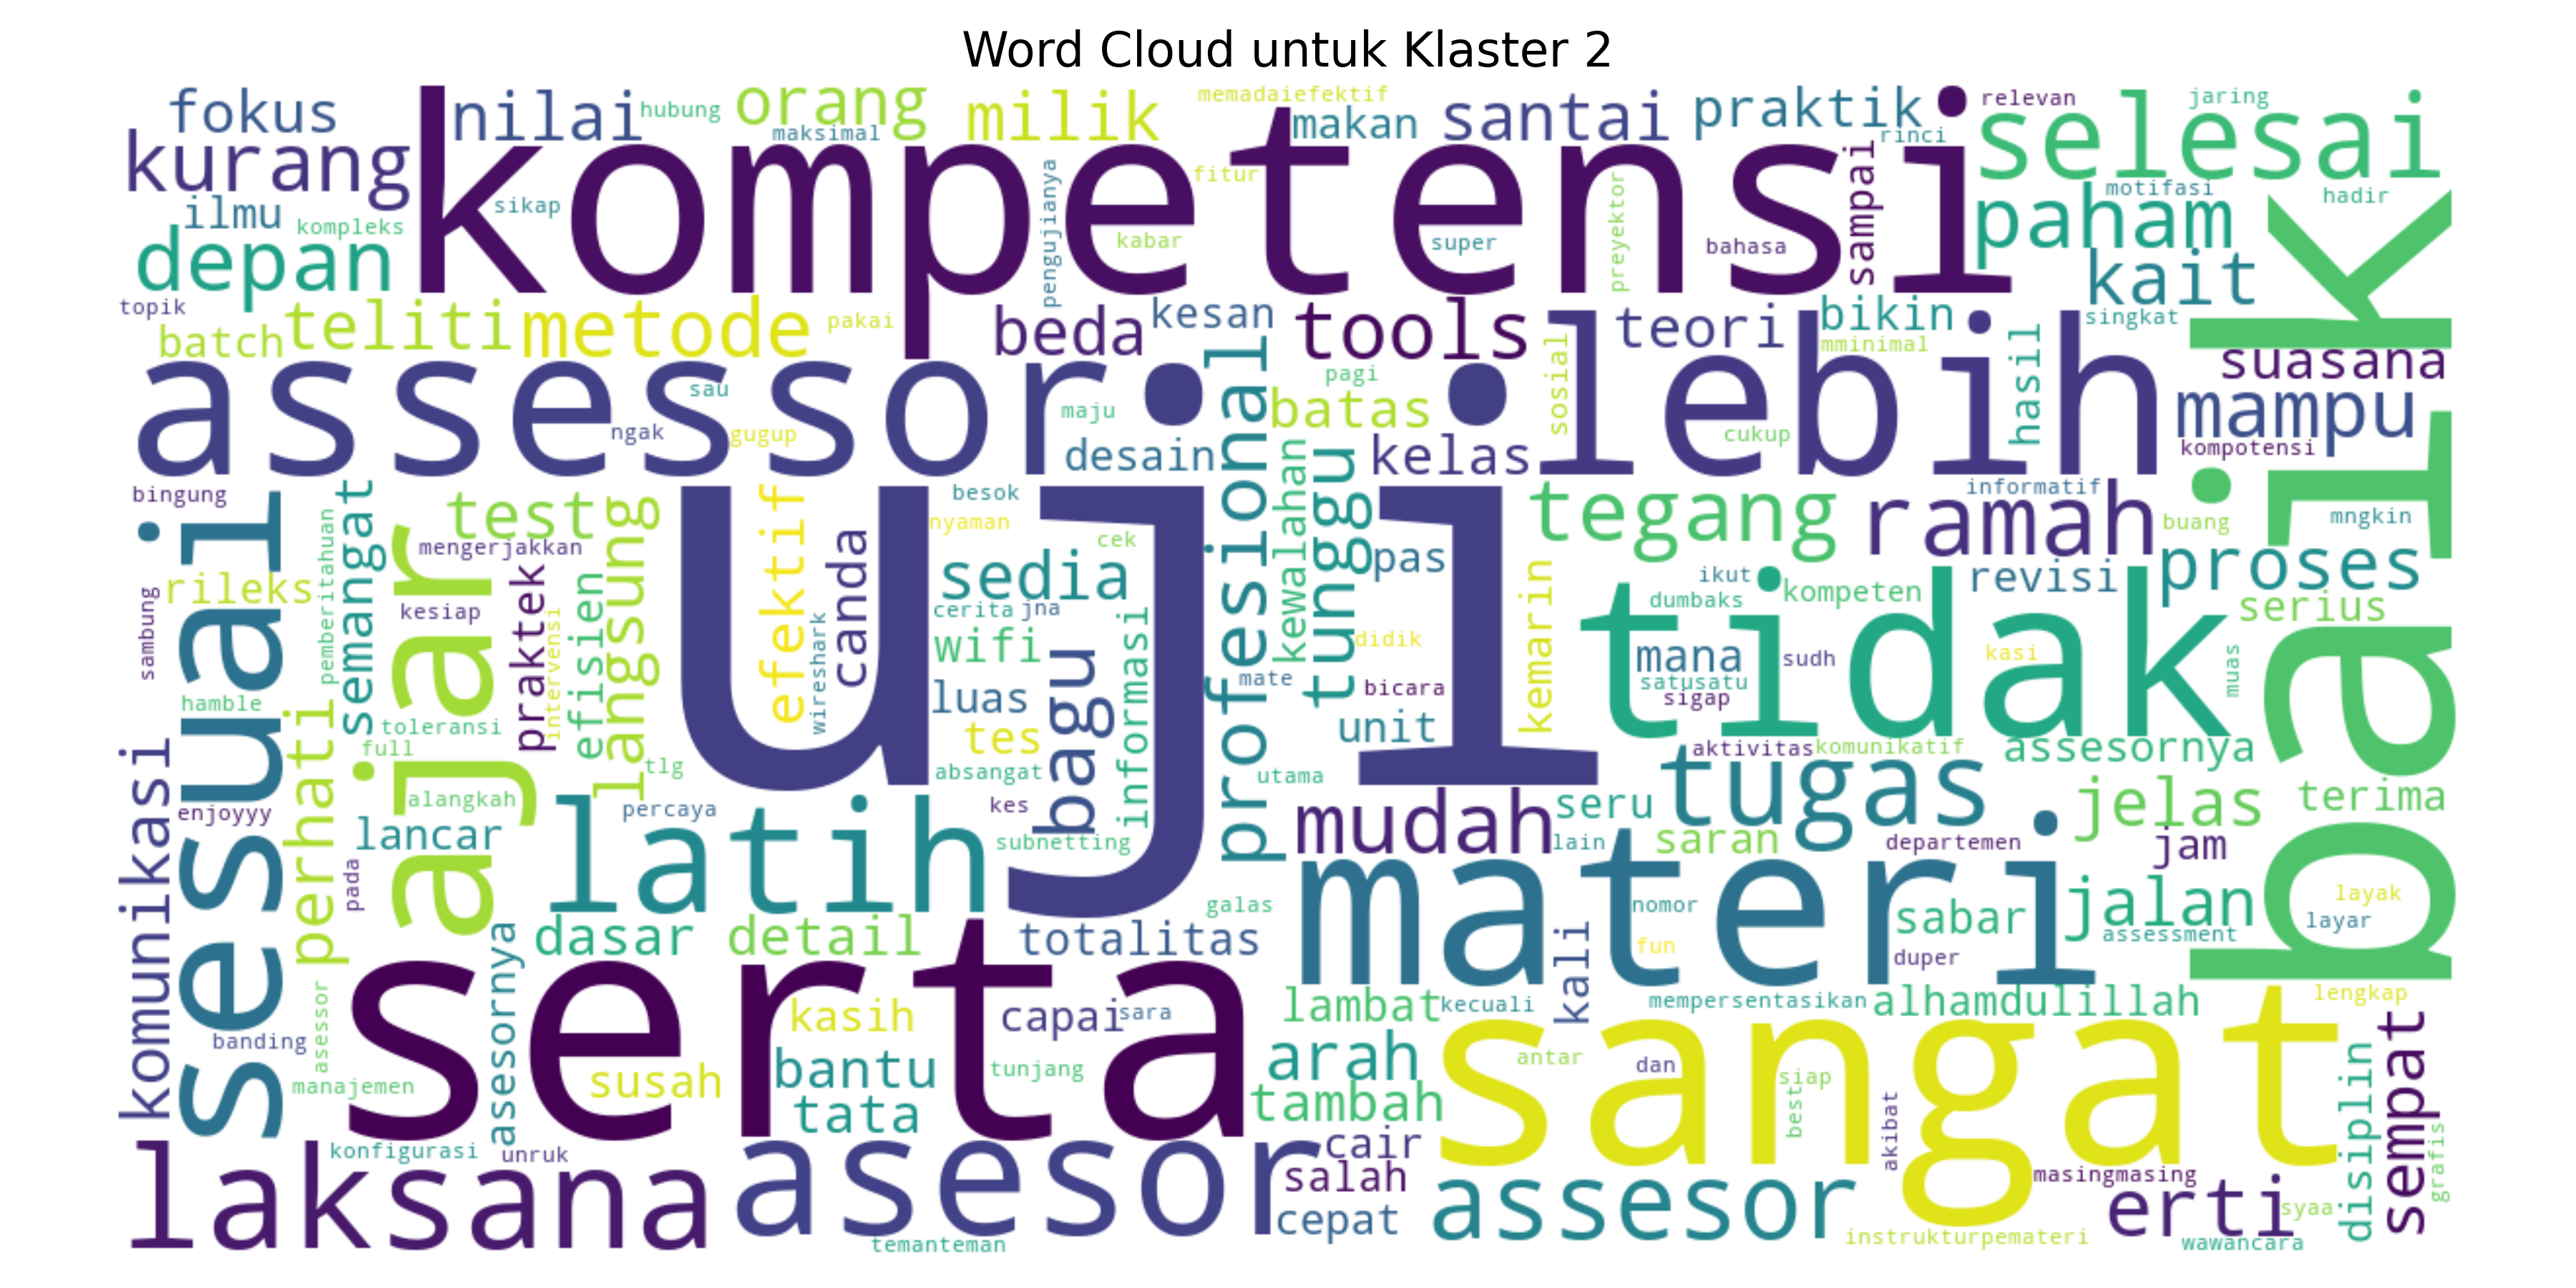 Word Cloud untuk Klaster 2
fokus
nilai
hubung
orang
maksimal
milik
memadaiefektif
makan
santai
praktik
relevan
rinci
jaring
selesai
kurang
kompetensi
sikap
pengujianya
fitur
kabar
super
preyektor
bahasa
sampai
motifasi
hadir
ilmu
kompleks
paham
depan
kait
baik
topik
batch
teliti
metode
pakai
beda
kesan
tools
teori
bikin
mminimal
singkat
suasana
assessor
sau
ngak
gugup
maju
desain
profesional
pagi
batas
kelas
sosial
lebih
cukup
hasil
mampu
kompotensi
bingung
sesuai
pemberitahuan
semangat
test
mengerjakkan
langsung
uji
efektif
canda
wireshark
besok
nyaman
cek
sedia
kewalahan
tunggu
pas
tegang
ramah
informatif
buang
mngkin
proses
sambung
rileks
kesiap
ajar
praktek
intervensi
efisien
cerita
jna
wifi
luas
bagu
informasi
tes
absangat
mate
didik
bicara
unit
kemarin
ikut
dumbaks
kompeten
revisi
serius
tidak
mana
satusatu
sigap
sudh
kasi
muas
hamble
toleransi
full
perhati
tlg
utama
aktivitas
komunikatif
assesornya
komunikasi
enjoyyy
alangkah
lancar
pada
latih
percaya
kes
subnetting
mudah
seru
lain
tugas
saran
departemen
jelas
jam
terima
galas
materi
nomor
fun
kali
sabar
duper
jalan
assessment
layak
layar
dasar
detail
totalitas
asesornya
serta
kasih
capai
sara
lambat
kecuali
mempersentasikan
alhamdulillah
lengkap
banding
asessor
manajemen
susah
bantu
tata
tunjang
arah
tambah
sangat
antar
dan
siap
best
akibat
disiplin
sempat
grafis
konfigurasi
unruk
laksana
asesor
cair
salah
cepat
assesor
masingmasing
erti
syaa
temanteman
instrukturpemateri
wawancara